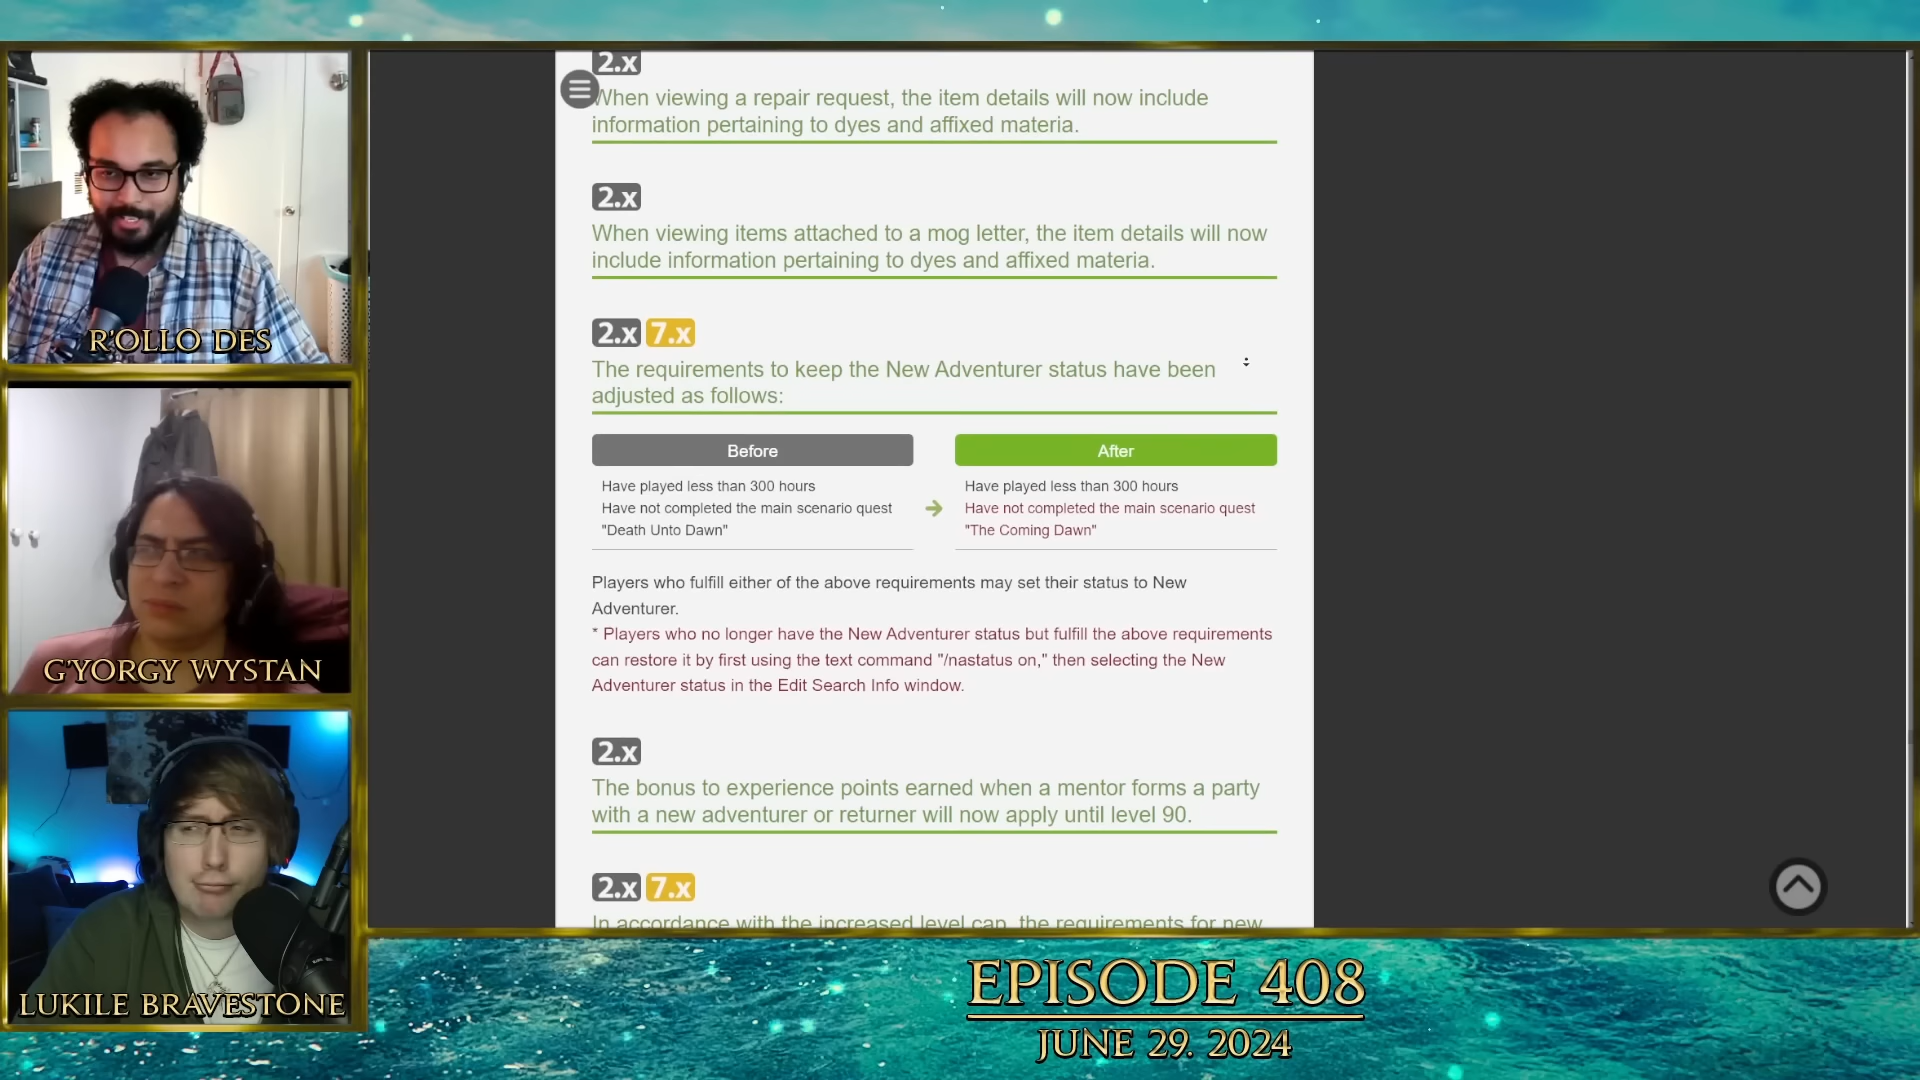 2.x
When viewing a repair request, the item details will now include
information pertaining to dyes and affixed materia.
2.x
When viewing items attached to a mog letter, the item details will now
include information pertaining to dyes and affixed materia.
2.x 7.x
The requirements to keep the New Adventurer status have been
adjusted as follows:
Before
After
Have played less than 300 hours
Have not completed the main scenario quest
"Death Unto Dawn"
Have played less than 300 hours
Have not completed the main scenario quest
"The Coming Dawn"
Players who fulfill either of the above requirements may set their status to New
Adventurer.
* Players who no longer have the New Adventurer status but fulfill the above requirements
can restore it by first using the text command "/nastatus on," then selecting the New
Adventurer status in the Edit Search Info window.
2.x
The bonus to experience points earned when a mentor forms a party
with a new adventurer or returner will now apply until level 90.
2.x 7.x
In accordance with the increased level cap, the requirements for new
R'OLLO DES
G'YORGY WYSTAN
LUKILE BRAVESTONE
EPISODE 408
JUNE 29. 2024